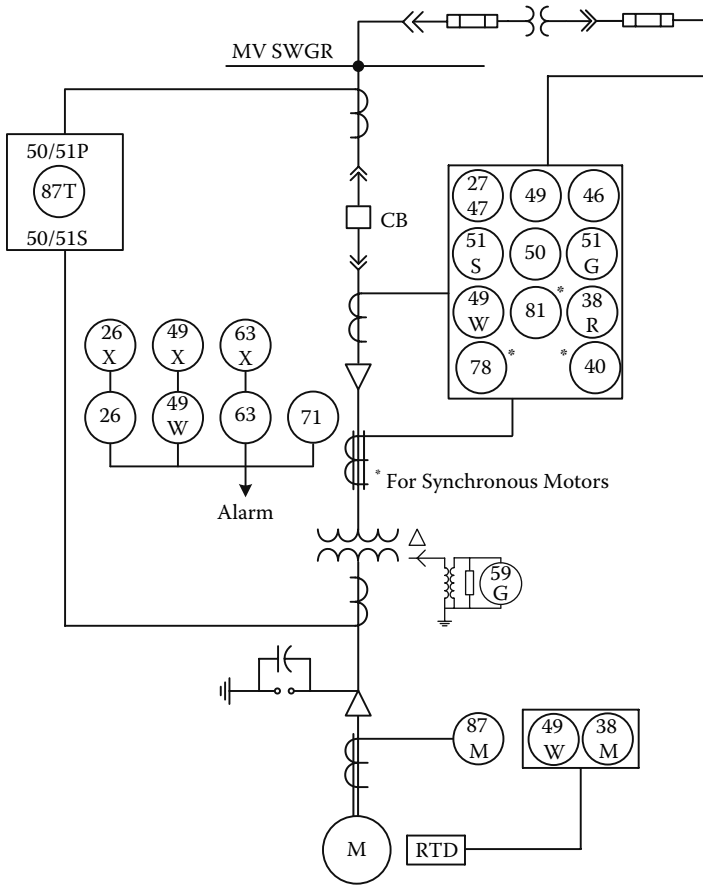 MV SWGR
50/51P
87T
50/51S
CB
27
47
49
46
51
S
50
51
G
49
W
81
*
38
R
78
*
*
40
26
X
49
X
63
X
26
49
W
63
71
Alarm
* For Synchronous Motors
Δ
59
G
87
M
49
W
38
M
M
RTD